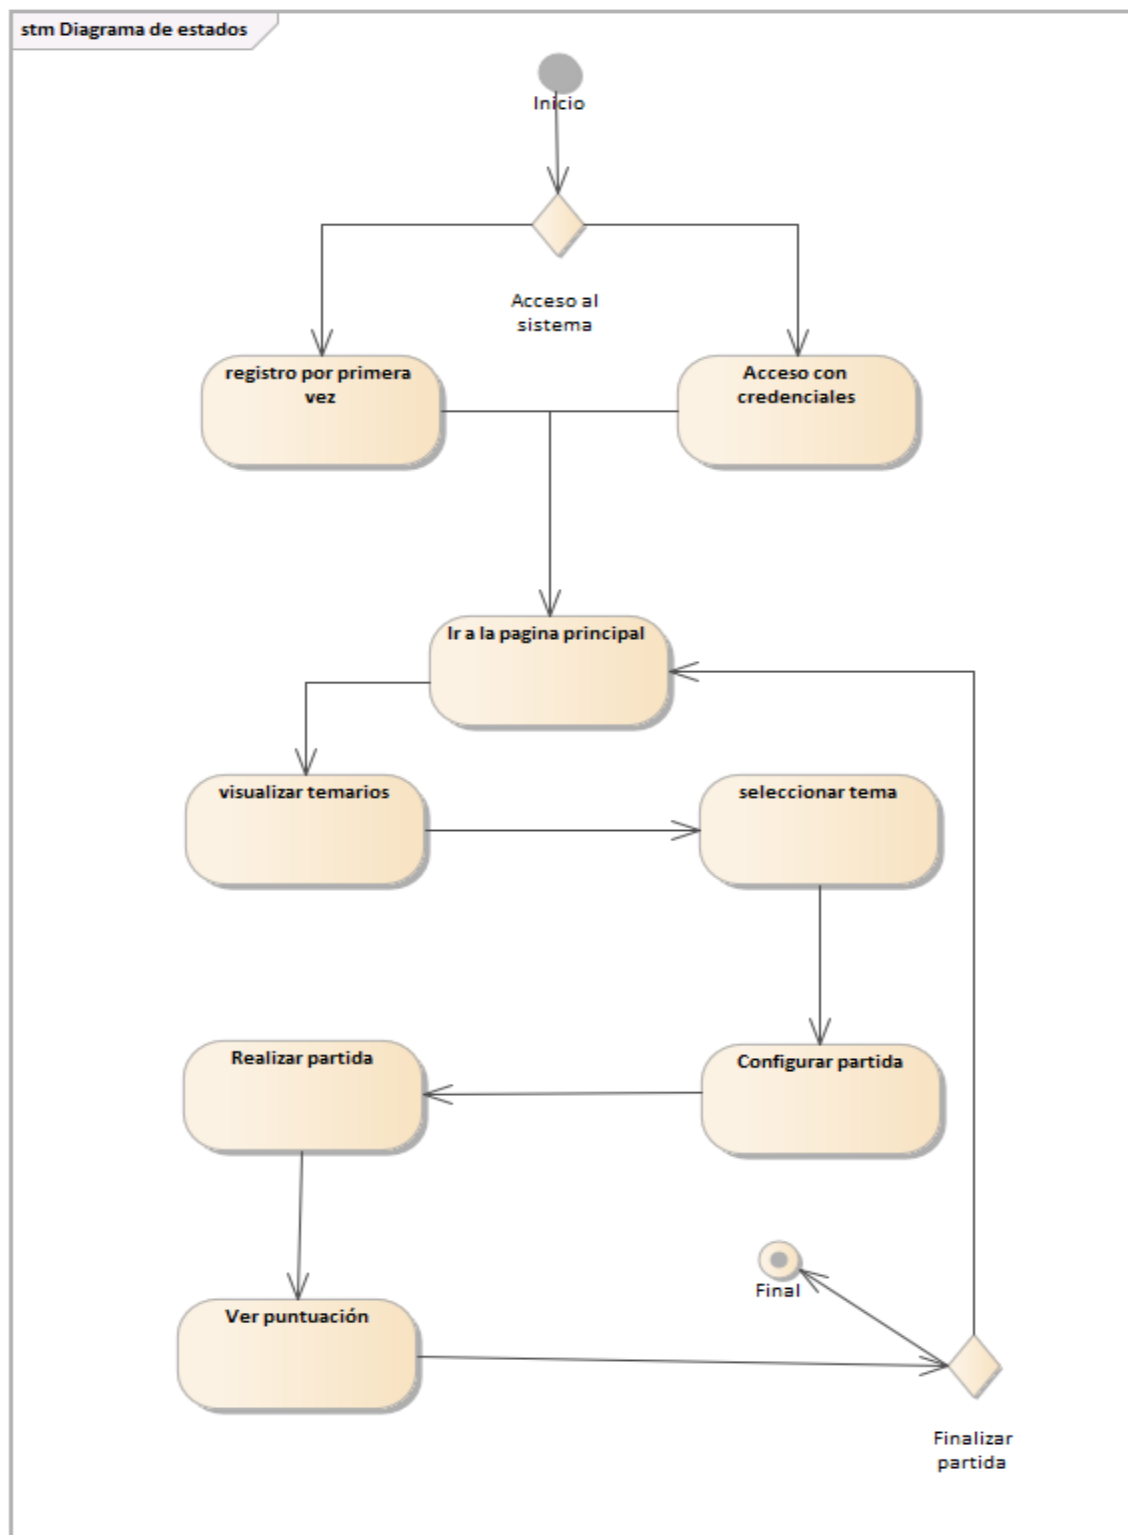 stm Diagrama de estados
Inicio
Acceso al
sistema
registro por primera
vez
Acceso con
credenciales
Ir a la pagina principal
visualizar temarios
seleccionar tema
Realizar partida
Configurar partida
Final
Ver puntuación
Finalizar
partida